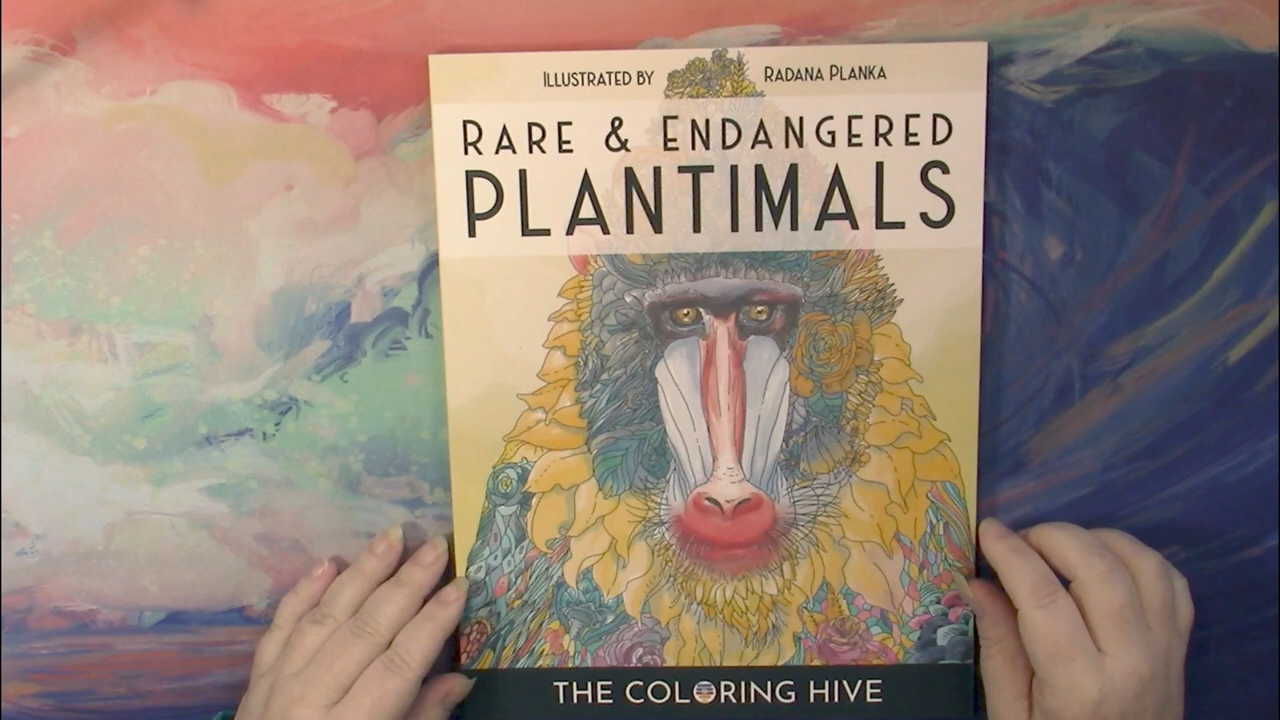 ILLUSTRATED BY RADANA PLANKA
RARE & ENDANGERED
PLANTIMALS
THE COLORING HIVE